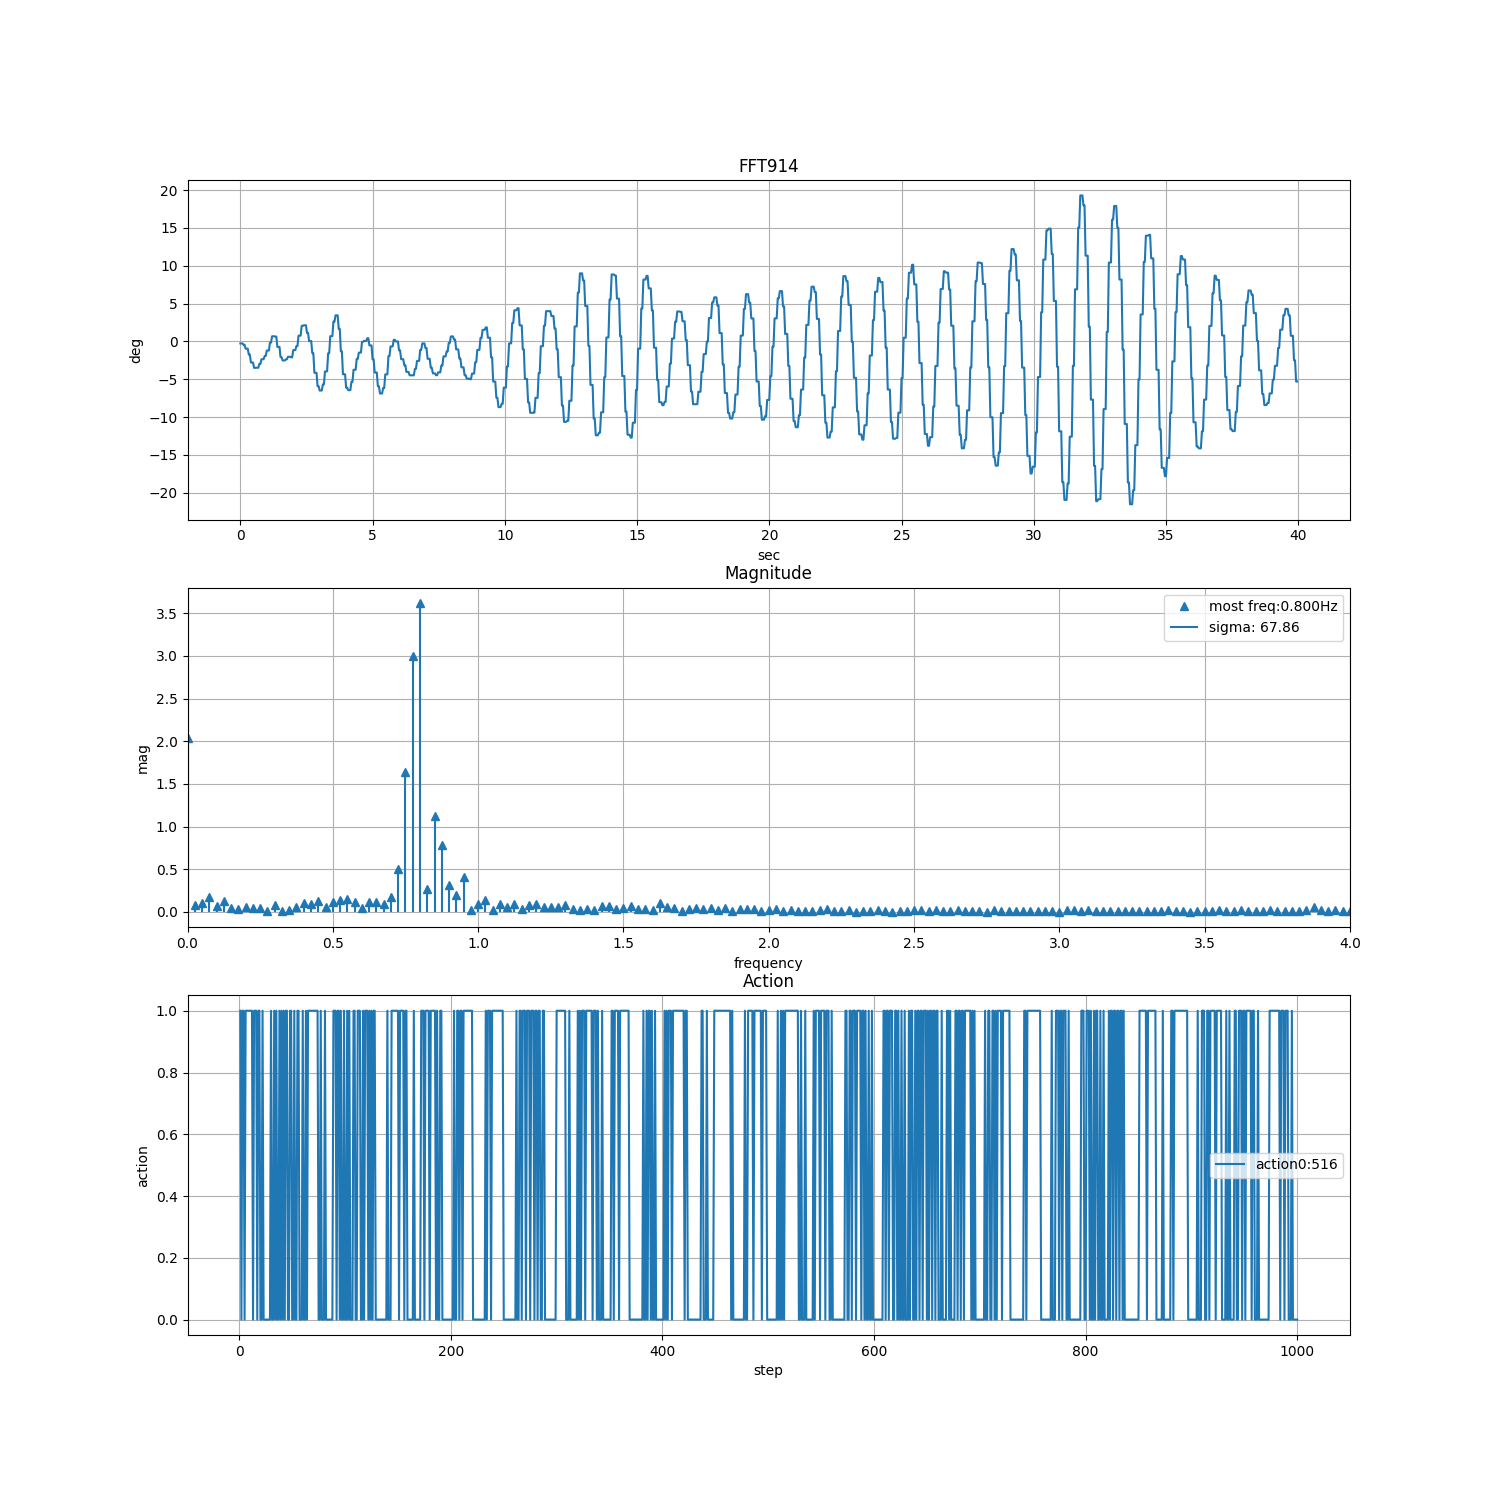 FFT914
20
15
10
5
0
−5
−10
−15
−20
deg
0 5 10 15 20 25 30 35 40
sec
Magnitude
3.5
3.0
2.5
2.0
1.5
1.0
0.5
0.0
mag
most freq:0.800Hz
sigma: 67.86
0.0 0.5 1.0 1.5 2.0 2.5 3.0 3.5 4.0
frequency
Action
1.0
0.8
0.6
0.4
0.2
0.0
action
action0:516
0 200 400 600 800 1000
step